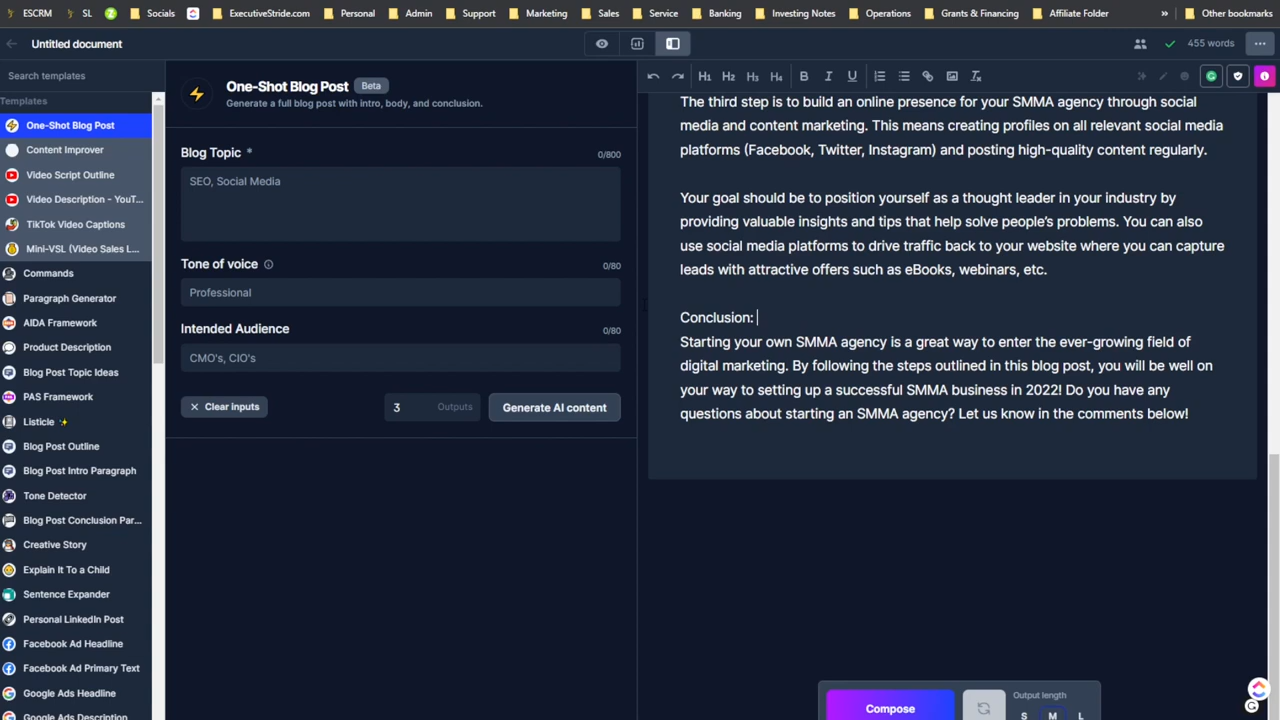 ESCRM
SL
Socials
ExecutiveStride.com
Personal
Admin
Support
Marketing
Sales
Service
Banking
Investing Notes
Operations
Grants & Financing
Affiliate Folder
»
Other bookmarks
Untitled document
455 words
Search templates
One-Shot Blog Post Beta
Generate a full blog post with intro, body, and conclusion.
H1 H2 H3 H4 B I U
Templates
One-Shot Blog Post
Content Improver
Video Script Outline
Video Description - YouT...
TikTok Video Captions
Mini-VSL (Video Sales L...
Commands
Paragraph Generator
AIDA Framework
Product Description
Blog Post Topic Ideas
PAS Framework
Listicle ✨
Blog Post Outline
Blog Post Intro Paragraph
Tone Detector
Blog Post Conclusion Par...
Creative Story
Explain It To a Child
Sentence Expander
Personal LinkedIn Post
Facebook Ad Headline
Facebook Ad Primary Text
Google Ads Headline
Google Ads Description
Blog Topic *
0/800
SEO, Social Media
Tone of voice
0/80
Professional
Intended Audience
0/80
CMO's, CIO's
Clear inputs
3 Outputs
Generate AI content
The third step is to build an online presence for your SMMA agency through social
media and content marketing. This means creating profiles on all relevant social media
platforms (Facebook, Twitter, Instagram) and posting high-quality content regularly.
Your goal should be to position yourself as a thought leader in your industry by
providing valuable insights and tips that help solve people's problems. You can also
use social media platforms to drive traffic back to your website where you can capture
leads with attractive offers such as eBooks, webinars, etc.
Conclusion:
Starting your own SMMA agency is a great way to enter the ever-growing field of
digital marketing. By following the steps outlined in this blog post, you will be well on
your way to setting up a successful SMMA business in 2022! Do you have any
questions about starting an SMMA agency? Let us know in the comments below!
Compose
Output length
S M L